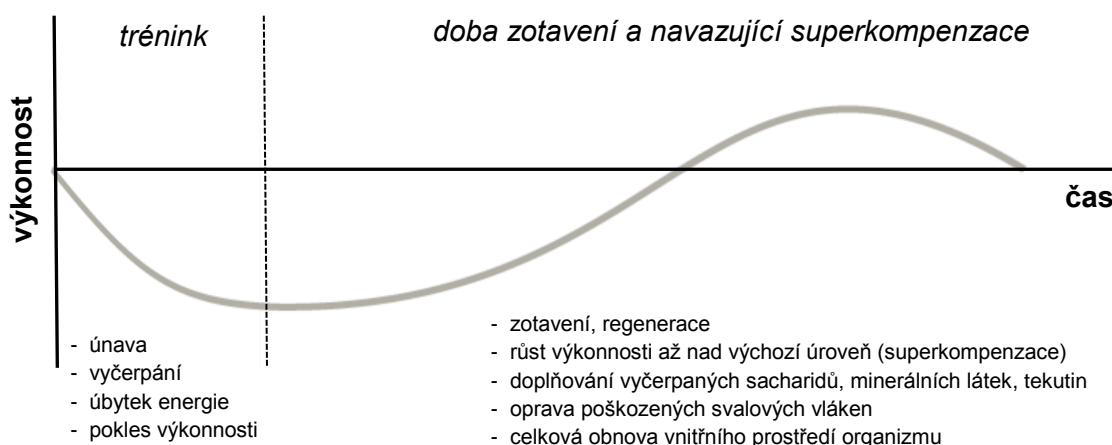 trénink
doba zotavení a navazující superkompenzace
výkonnost
čas
- únava
- vyčerpání
- úbytek energie
- pokles výkonnosti
- zotavení, regenerace
- růst výkonnosti až nad výchozí úroveň (superkompenzace)
- doplňování vyčerpaných sacharidů, minerálních látek, tekutin
- oprava poškozených svalových vláken
- celková obnova vnitřního prostředí organizmu